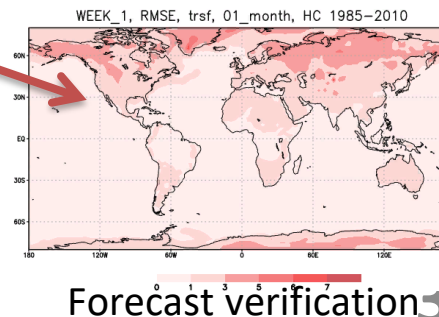 WEEK_1, RMSE, trsf, 01_month, HC 1985–2010
60N
30N
EQ
30S
60S
180 120W 60W 0 60E 120E
0 1 3 5 6 7
Forecast verification